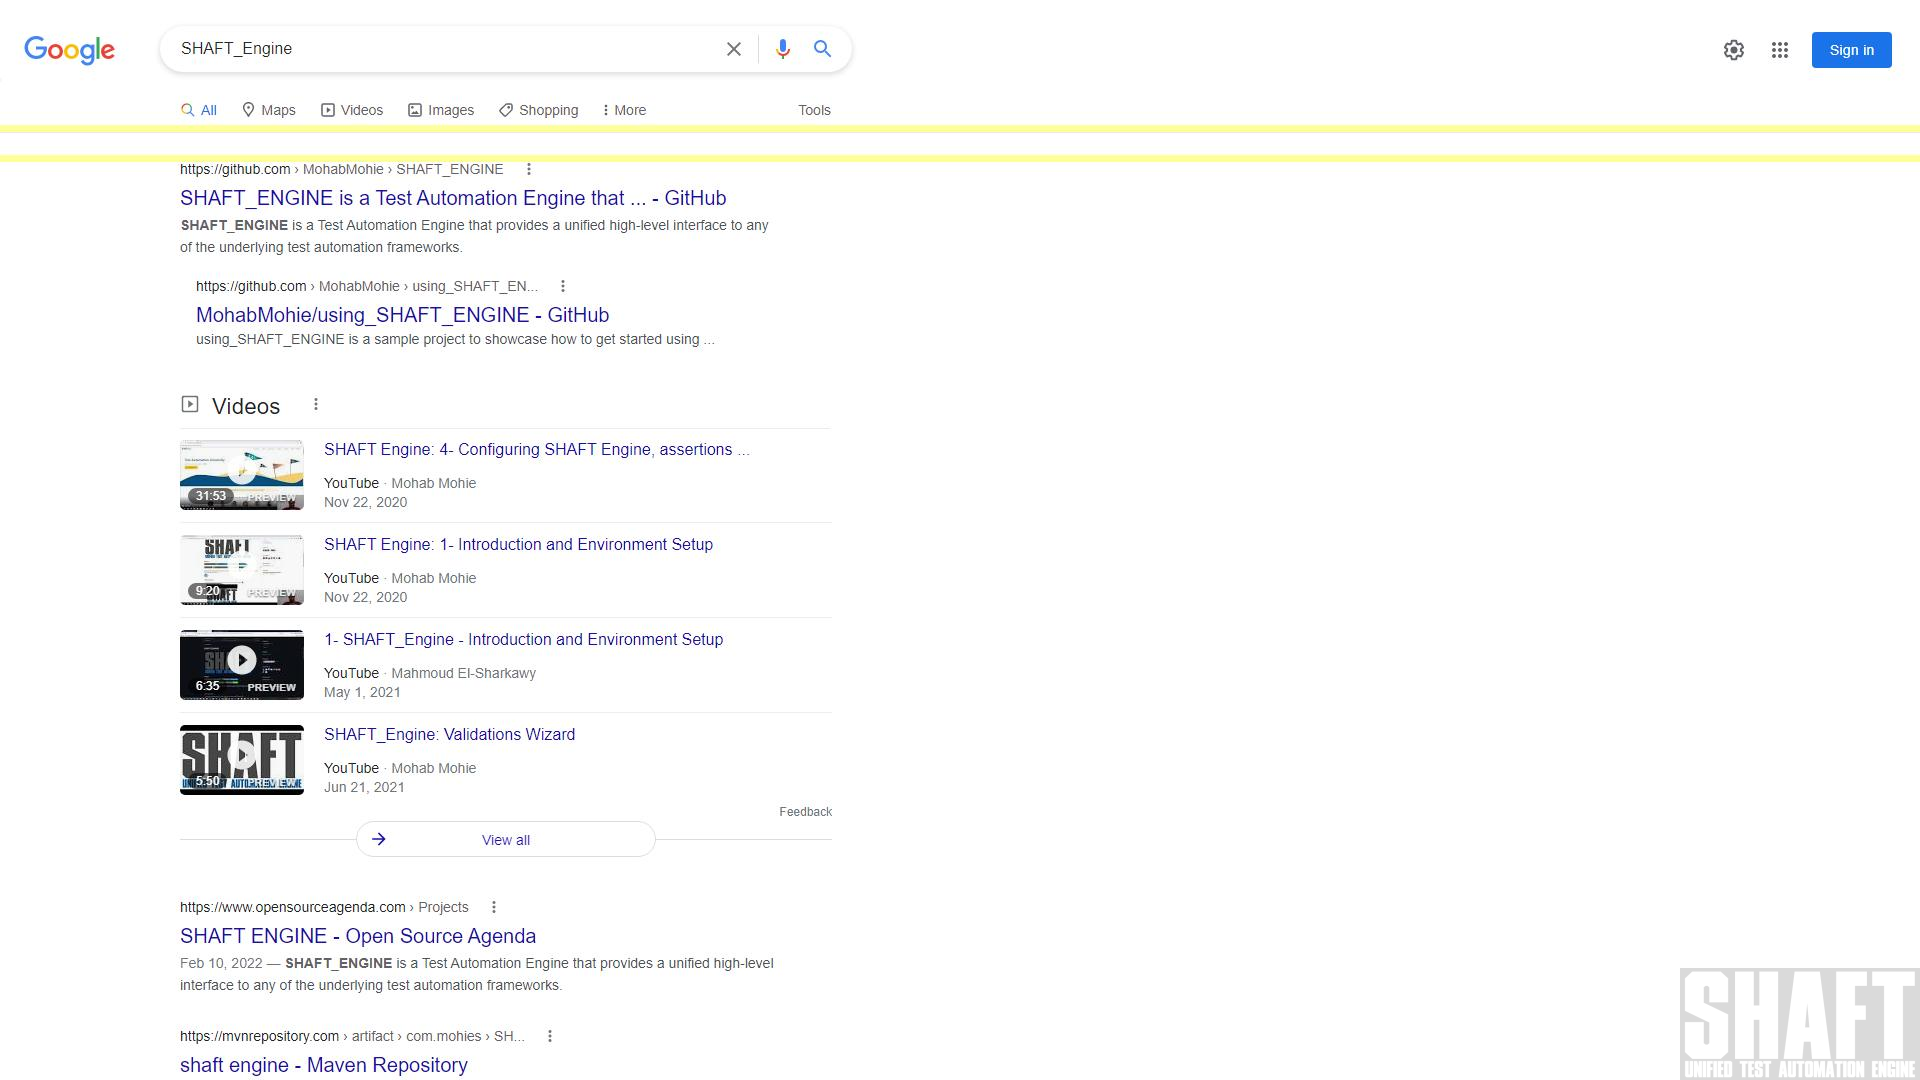 Google
SHAFT_Engine
Sign in
All
Maps
Videos
Images
Shopping
More
Tools
https://github.com › MohabMohie › SHAFT_ENGINE
SHAFT_ENGINE is a Test Automation Engine that ... - GitHub
SHAFT_ENGINE is a Test Automation Engine that provides a unified high-level interface to any
of the underlying test automation frameworks.
https://github.com › MohabMohie › using_SHAFT_EN...
MohabMohie/using_SHAFT_ENGINE - GitHub
using_SHAFT_ENGINE is a sample project to showcase how to get started using ...
Videos
31:53
PREVIEW
SHAFT Engine: 4- Configuring SHAFT Engine, assertions ...
YouTube · Mohab Mohie
Nov 22, 2020
SHAFT
9:20
PREVIEW
SHAFT Engine: 1- Introduction and Environment Setup
YouTube · Mohab Mohie
Nov 22, 2020
6:35
PREVIEW
1- SHAFT_Engine - Introduction and Environment Setup
YouTube · Mahmoud El-Sharkawy
May 1, 2021
SHAFT
UNIFIED TEST AUTOMATION ENGINE
5:50
PREVIEW
SHAFT_Engine: Validations Wizard
YouTube · Mohab Mohie
Jun 21, 2021
Feedback
View all
https://www.opensourceagenda.com › Projects
SHAFT ENGINE - Open Source Agenda
Feb 10, 2022 — SHAFT_ENGINE is a Test Automation Engine that provides a unified high-level
interface to any of the underlying test automation frameworks.
https://mvnrepository.com › artifact › com.mohies › SH...
shaft engine - Maven Repository
SHAFT
UNIFIED TEST AUTOMATION ENGINE